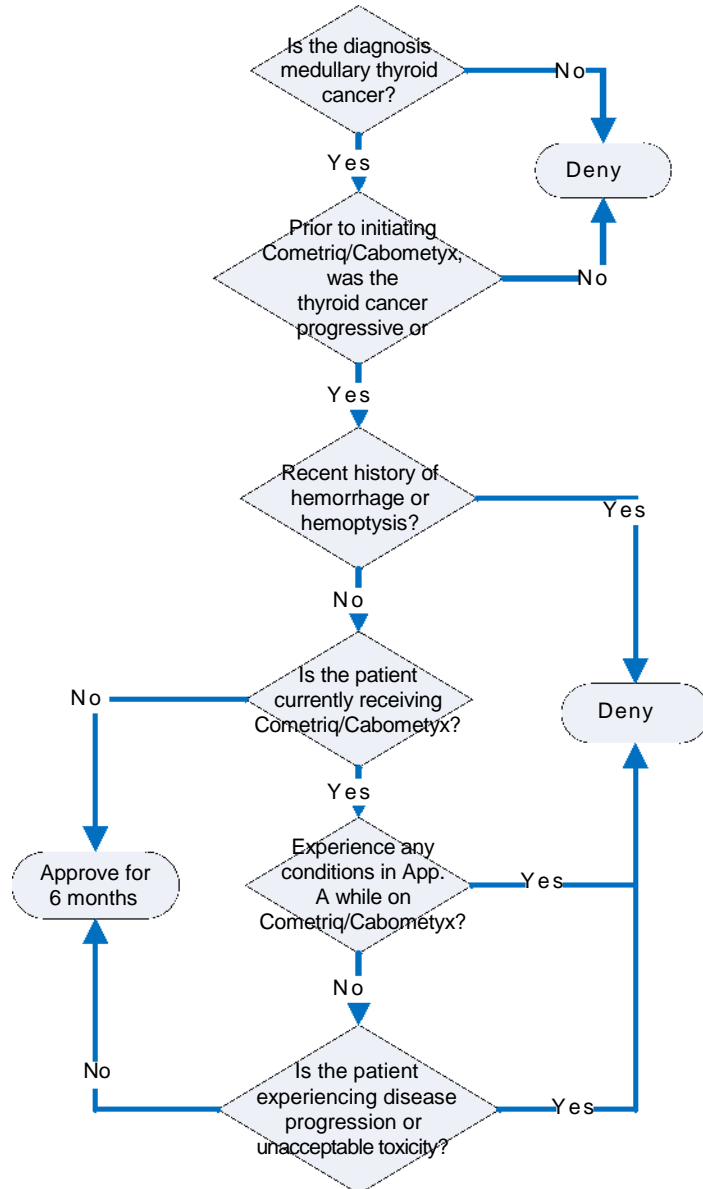 Is the diagnosis
medullary thyroid
cancer?
No
Yes
Deny
Prior to initiating
Cometriq/Cabometyx,
was the
thyroid cancer
progressive or
No
Yes
Recent history of
hemorrhage or
hemoptysis?
Yes
No
Is the patient
currently receiving
Cometriq/Cabometyx?
No
Deny
Yes
Experience any
conditions in App.
A while on
Cometriq/Cabometyx?
Yes
Approve for
6 months
No
Is the patient
experiencing disease
progression or
unacceptable toxicity?
No
Yes